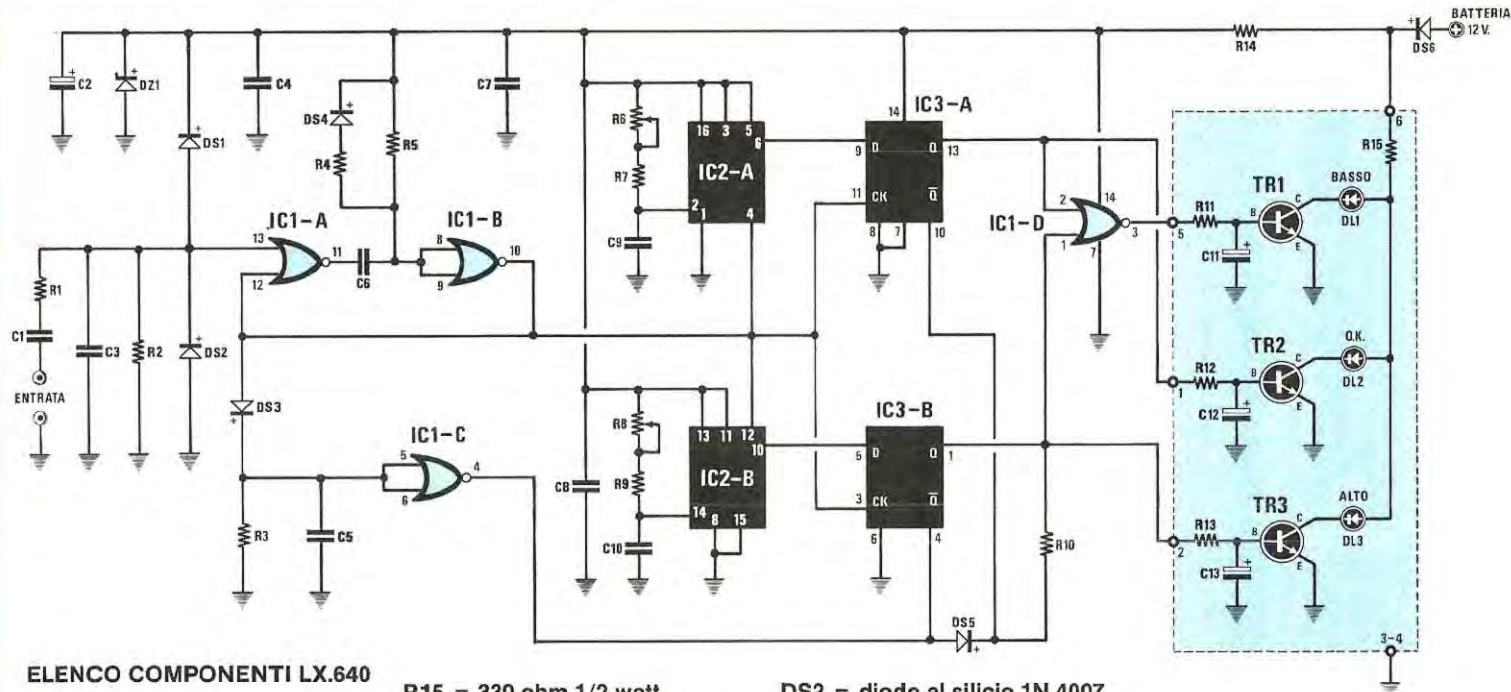 BATTERIA
12 V.
DS6
R14
C2
DZ1
DS1
C4
DS4
R4
R5
C7
R6
R7
C9
16 3 5
6
IC2-A
2
1 4
IC3-A
14
9 D Q 13
11 CK Q
8 7 10
IC1-D
2
14
3
1
7
6
R15
TR1
BASSO
5
R11
B
C
E
C11
DL1
IC1-A
13
11
12
C6
IC1-B
8
10
9
R1
C1
ENTRATA
C3
R2
DS2
DS3
R3
C5
IC1-C
5
4
6
C8
R8
R9
C10
13 11 12
10
IC2-B
14
8 15
IC3-B
5 D Q 1
3 CK Q
6 4
R10
DS5
TR2
O.K.
1
R12
B
C
E
C12
DL2
TR3
ALTO
2
R13
B
C
E
C13
DL3
3-4
ELENCO COMPONENTI LX.640
R15 = 330 ohm 1/2 watt
DS2 = diode al silicio 1N.4007